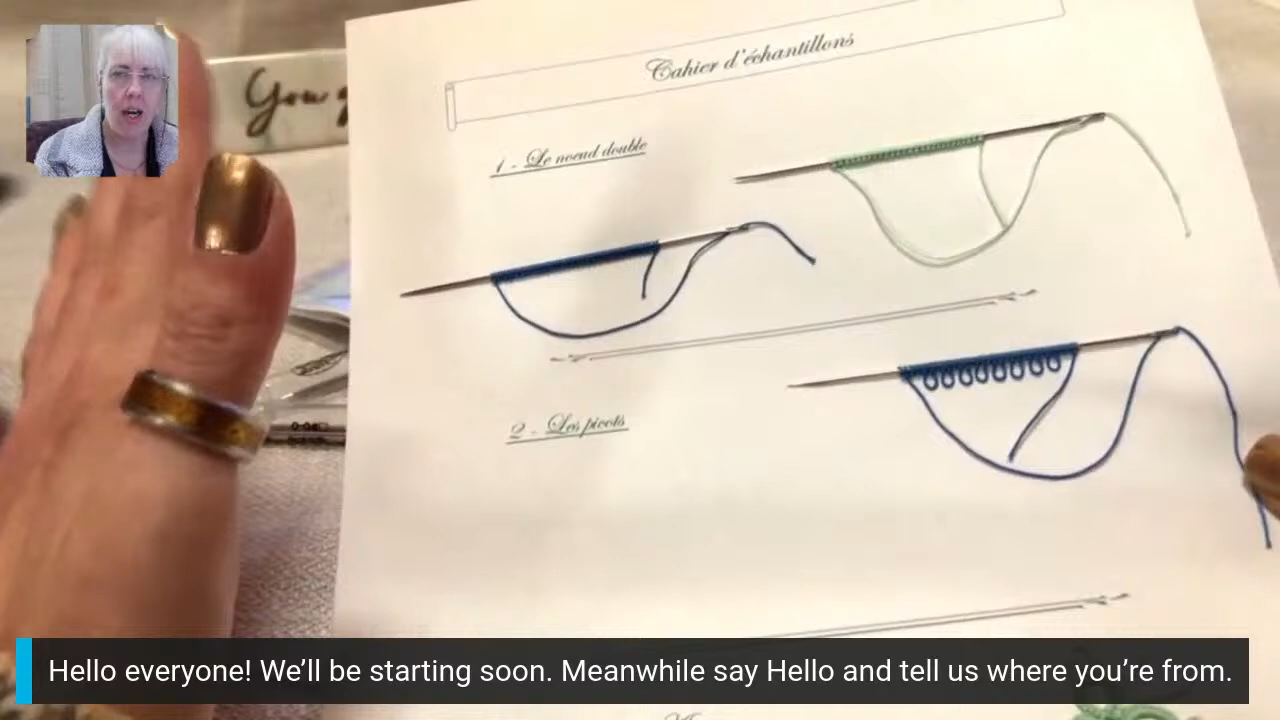 You
Cahier d'échantillons
1 - Le noeud double
2 - Les picots
Hello everyone! We'll be starting soon. Meanwhile say Hello and tell us where you're from.